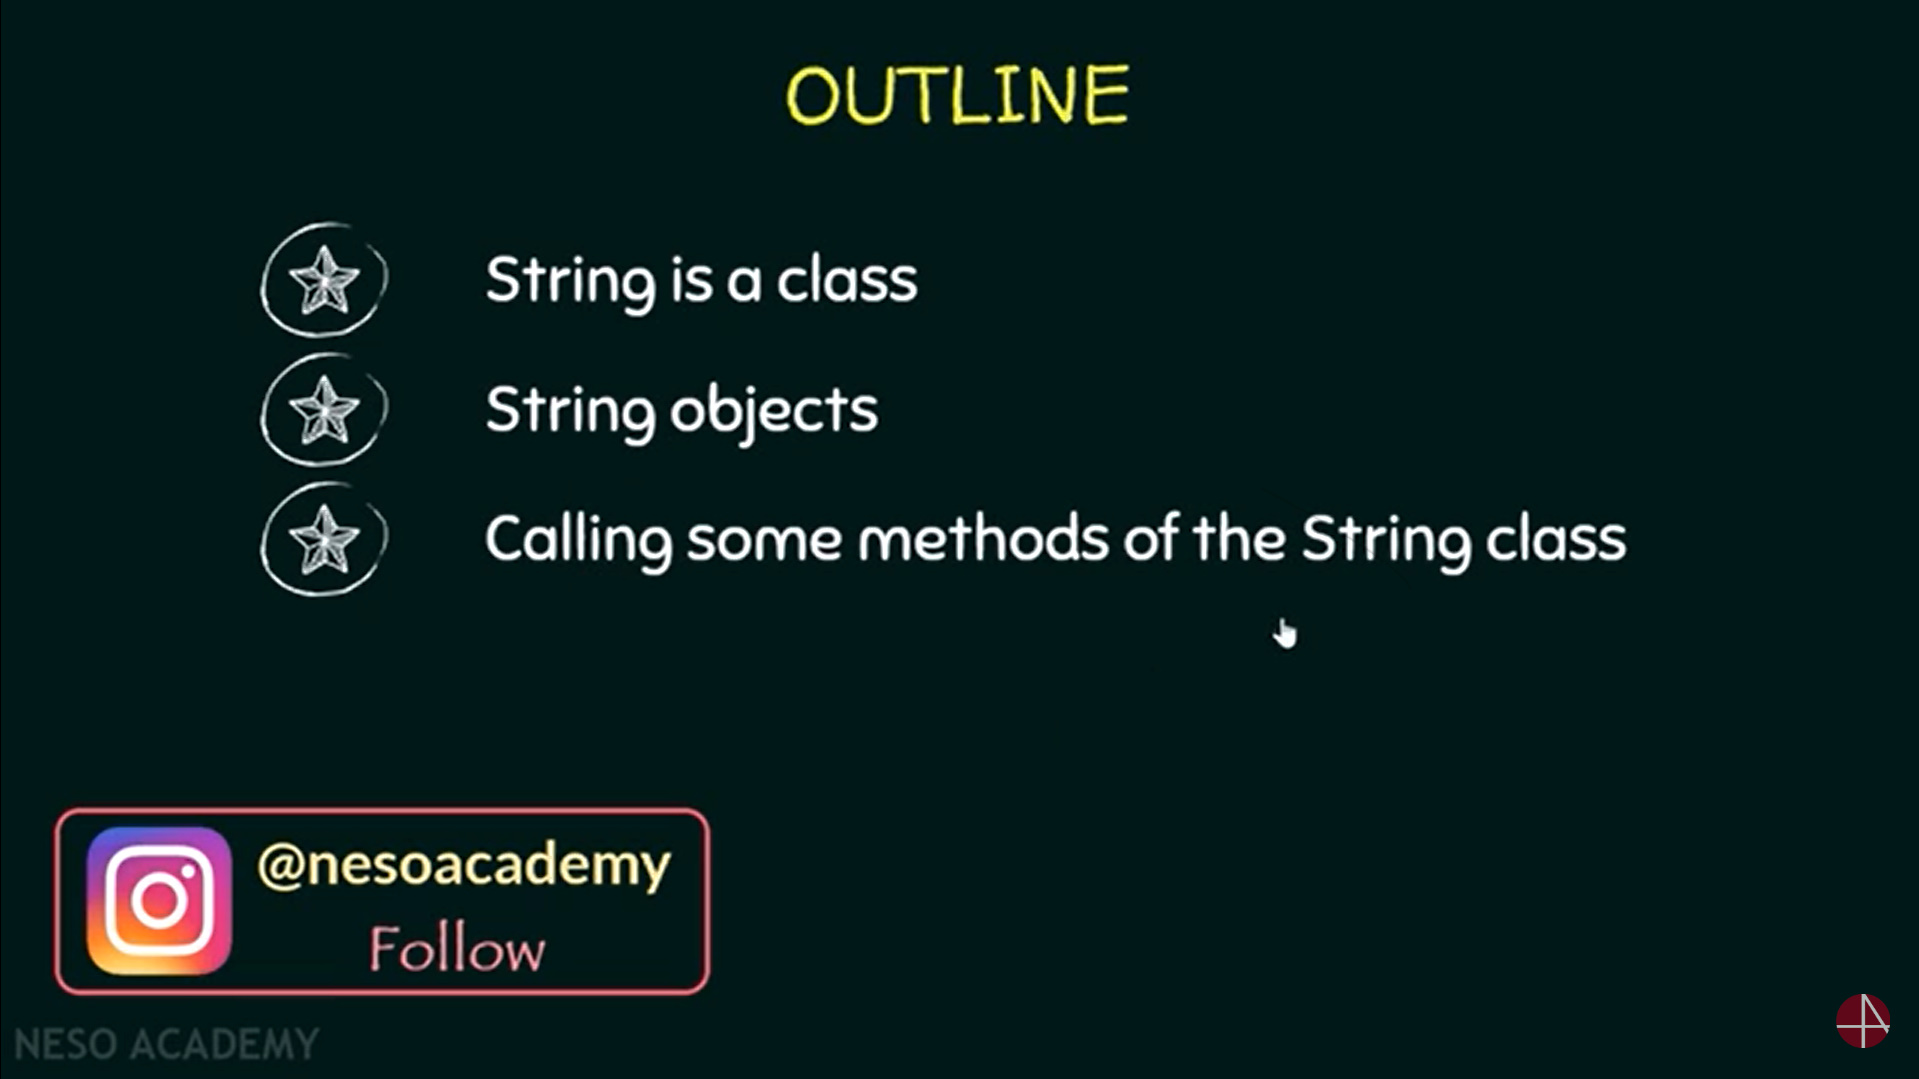 OUTLINE
String is a class
String objects
Calling some methods of the String class
@nesoacademy
Follow
NESO ACADEMY